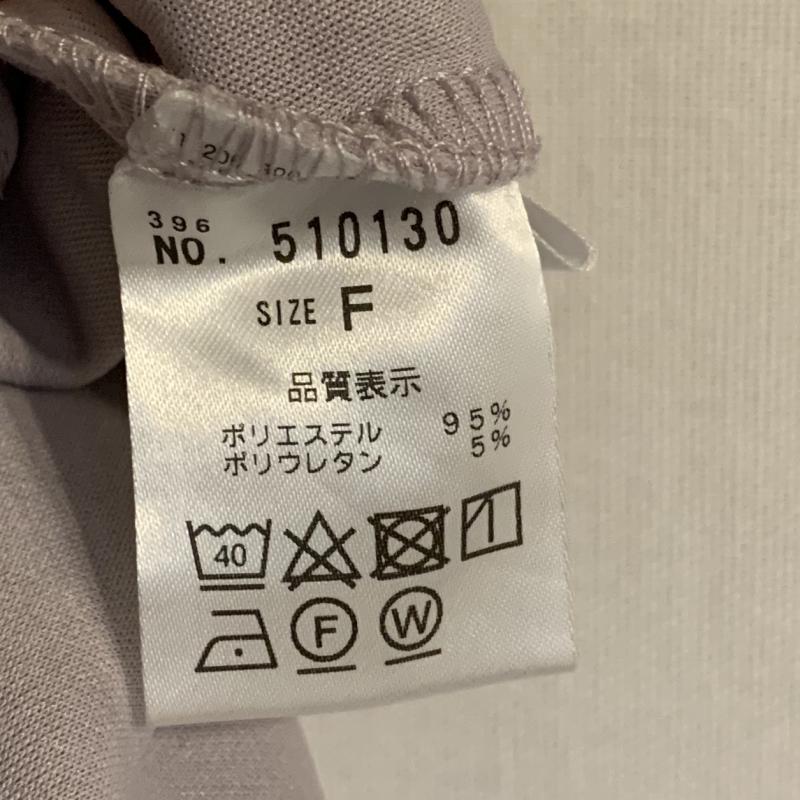 396
NO. 510130
SIZE F
品質表示
ポリエステル 95%
ポリウレタン 5%
40
F W